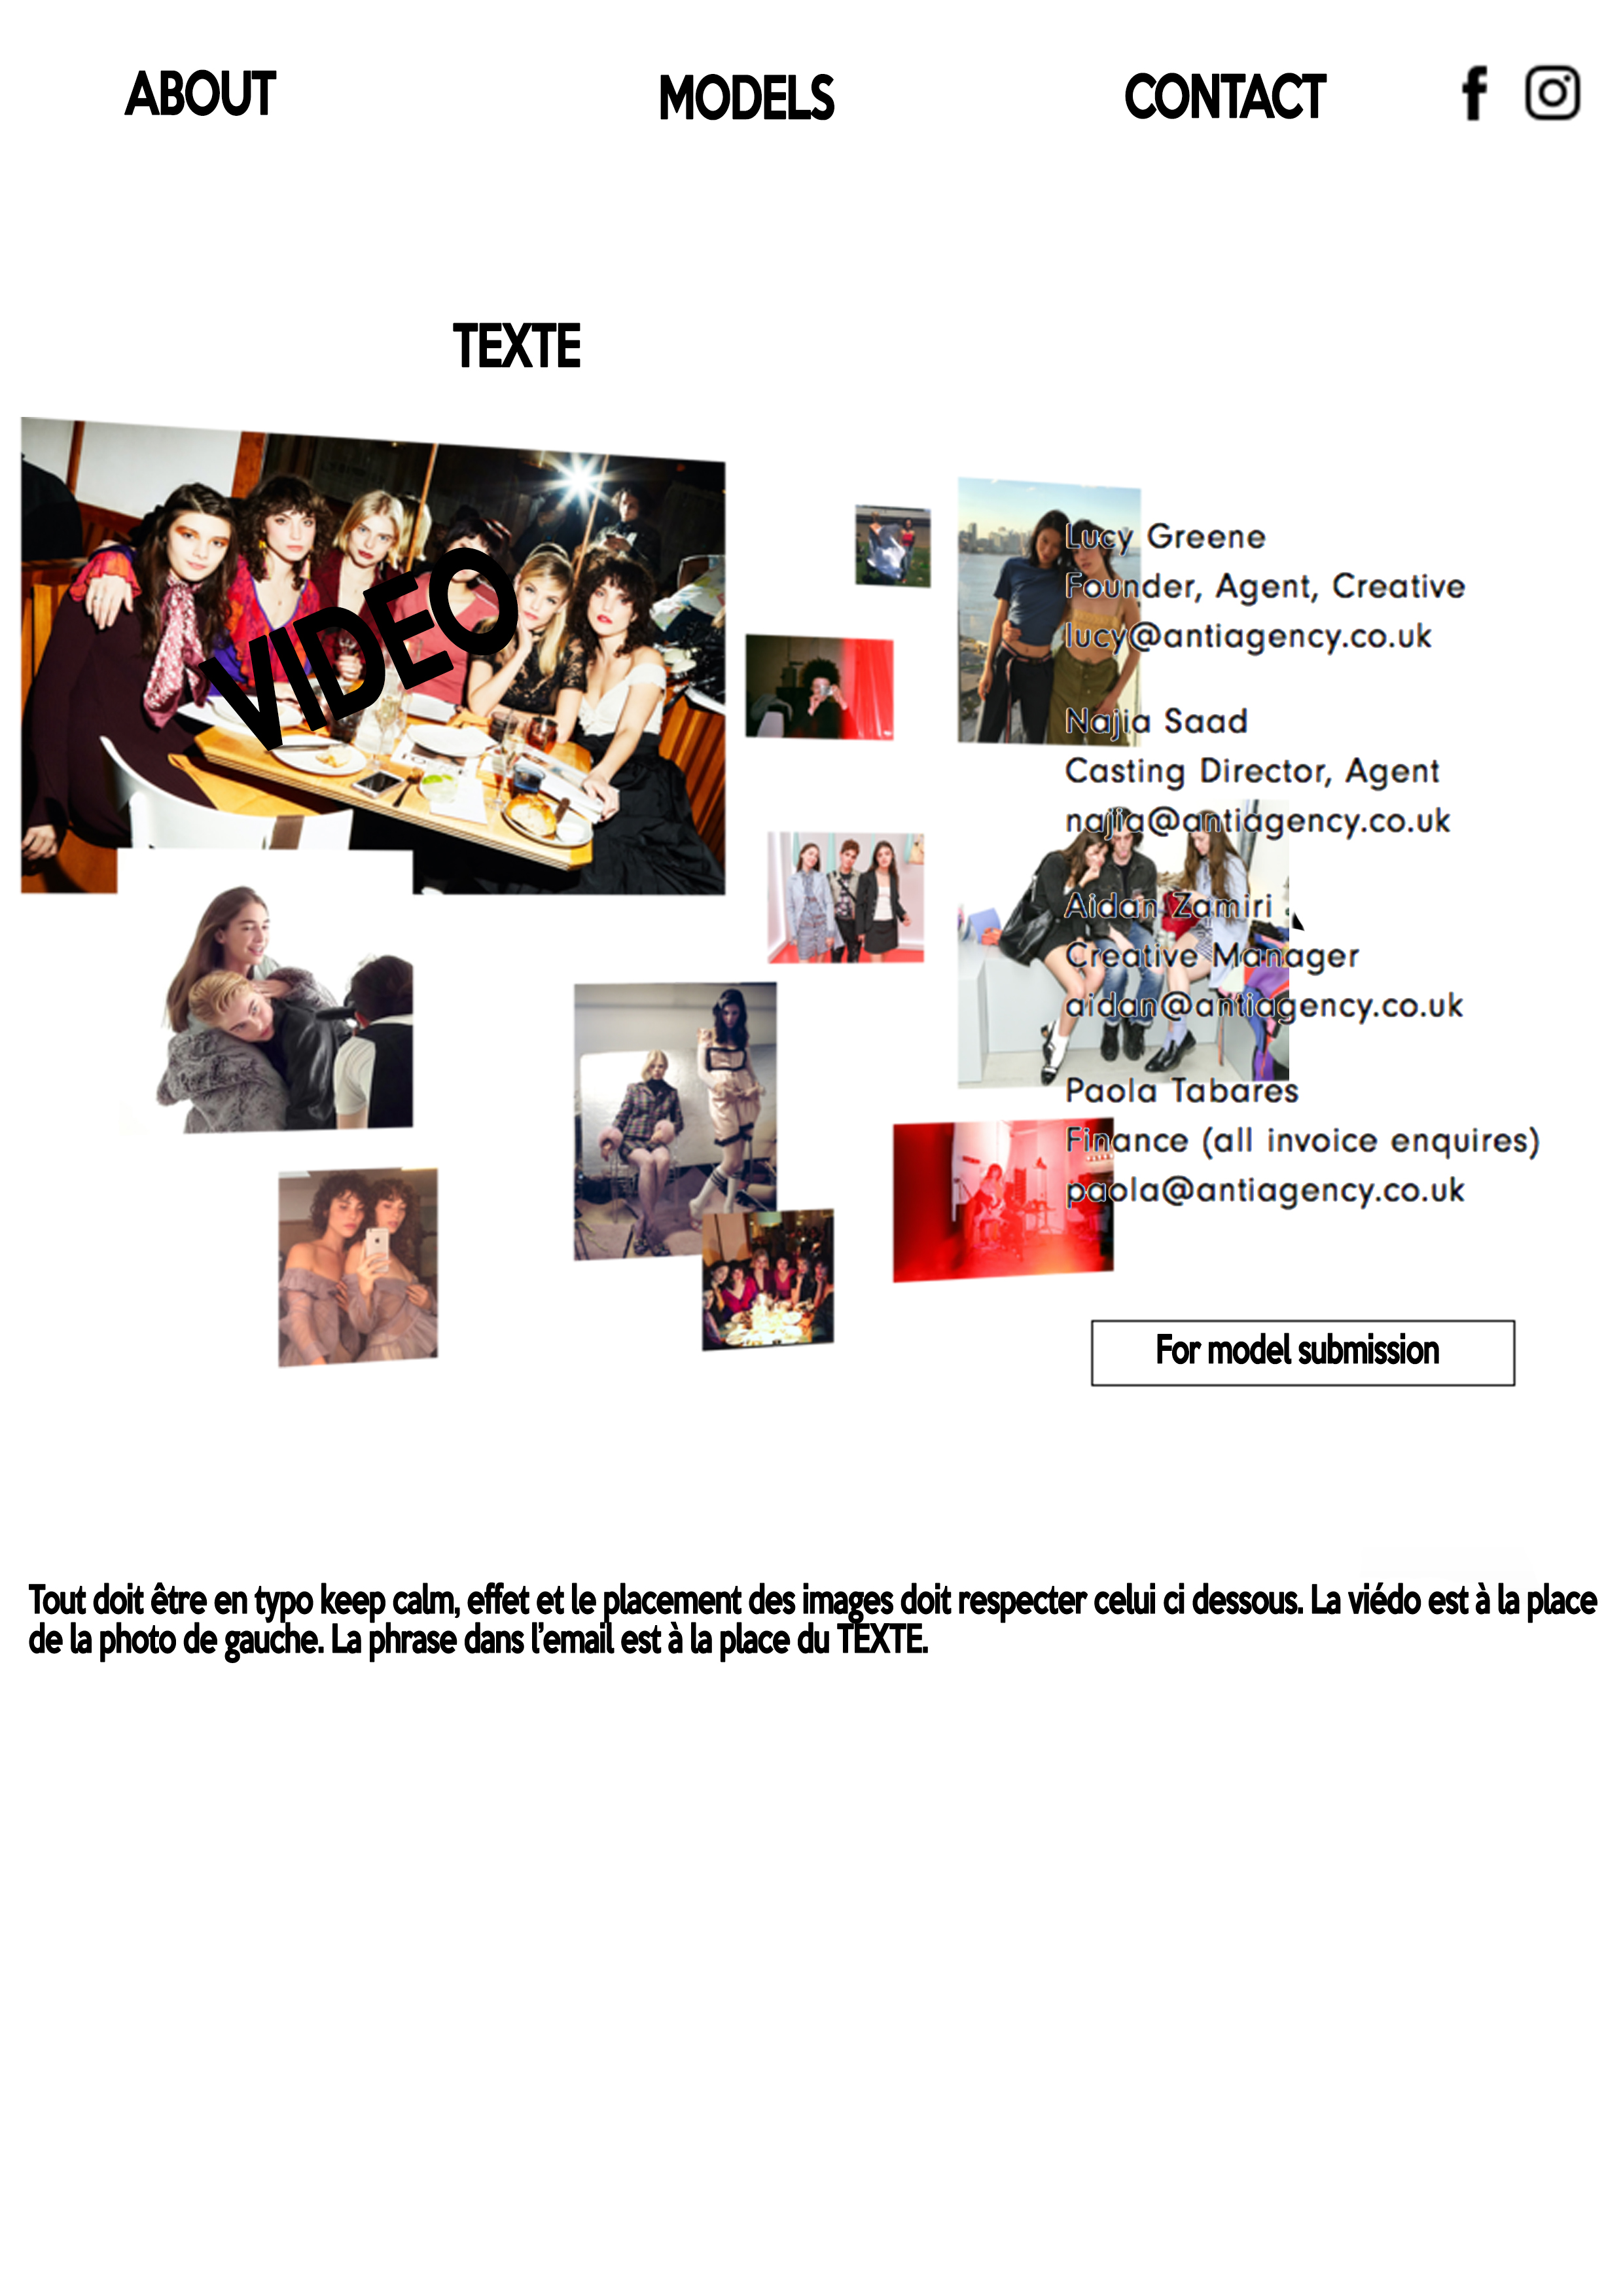 ABOUT
MODELS
CONTACT
f
TEXTE
VIDEO
Lucy Greene
Founder, Agent, Creative
lucy@antiagency.co.uk
Najia Saad
Casting Director, Agent
najia@antiagency.co.uk
Aidan Zamiri
Creative Manager
aidan@antiagency.co.uk
Paola Tabares
Finance (all invoice enquires)
paola@antiagency.co.uk
For model submission
Tout doit être en typo keep calm, effet et le placement des images doit respecter celui ci dessous. La viédo est à la place
de la photo de gauche. La phrase dans l’email est à la place du TEXTE.